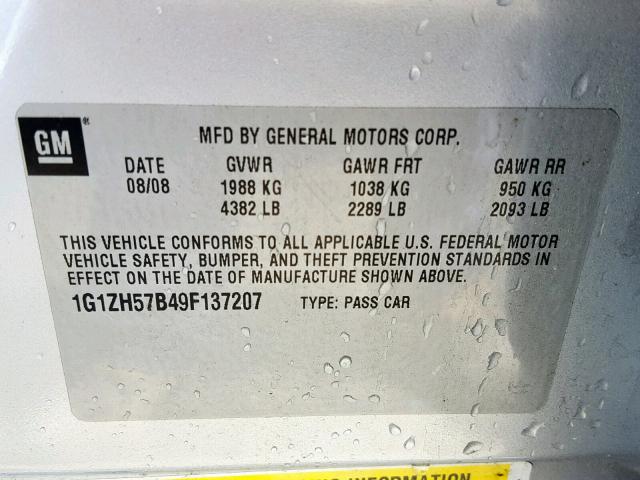 GM®
MFD BY GENERAL MOTORS CORP.
DATE GVWR GAWR FRT GAWR RR
08/08 1988 KG 1038 KG 950 KG
4382 LB 2289 LB 2093 LB
THIS VEHICLE CONFORMS TO ALL APPLICABLE U.S. FEDERAL MOTOR
VEHICLE SAFETY, BUMPER, AND THEFT PREVENTION STANDARDS IN
EFFECT ON THE DATE OF MANUFACTURE SHOWN ABOVE.
1G1ZH57B49F137207 TYPE: PASS CAR
INFORMATION